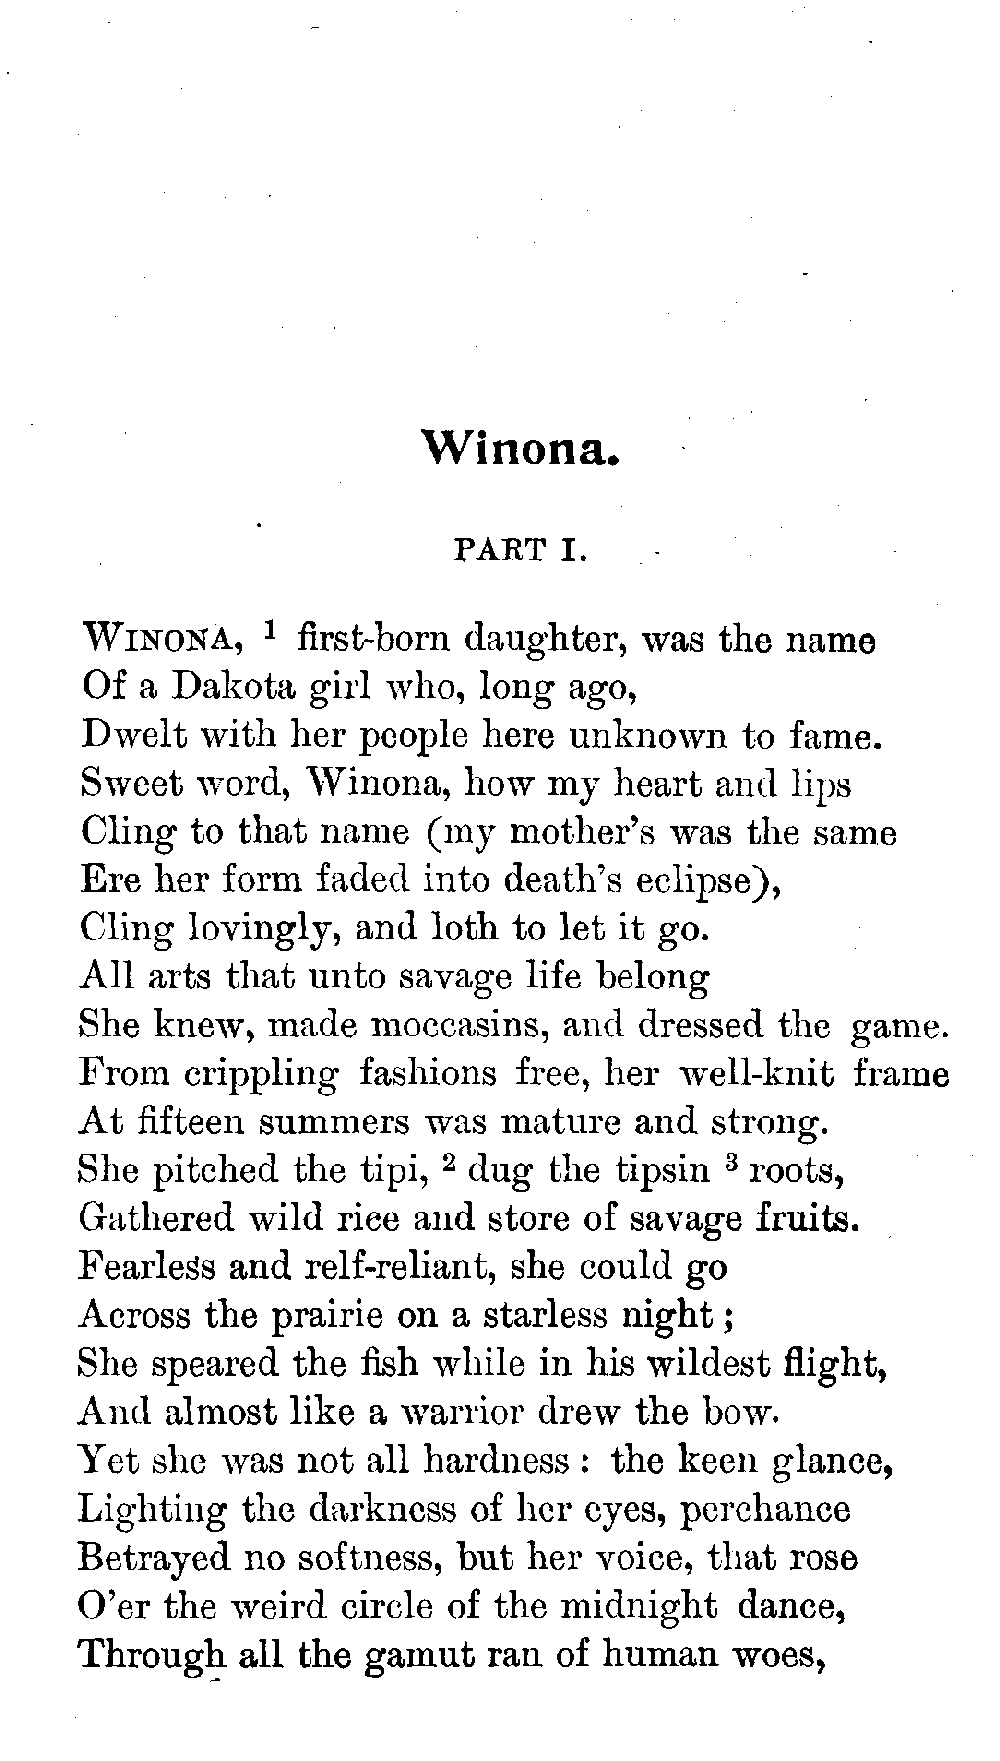 Winona.
PART I.
WINONA, ¹ first-born daughter, was the name
Of a Dakota girl who, long ago,
Dwelt with her people here unknown to fame.
Sweet word, Winona, how my heart and lips
Cling to that name (my mother's was the same
Ere her form faded into death's eclipse),
Cling lovingly, and loth to let it go.
All arts that unto savage life belong
She knew, made moccasins, and dressed the game.
From crippling fashions free, her well-knit frame
At fifteen summers was mature and strong.
She pitched the tipi, ² dug the tipsin ³ roots,
Gathered wild rice and store of savage fruits.
Fearless and relf-reliant, she could go
Across the prairie on a starless night ;
She speared the fish while in his wildest flight,
And almost like a warrior drew the bow.
Yet she was not all hardness : the keen glance,
Lighting the darkness of her eyes, perchance
Betrayed no softness, but her voice, that rose
O'er the weird circle of the midnight dance,
Through all the gamut ran of human woes,